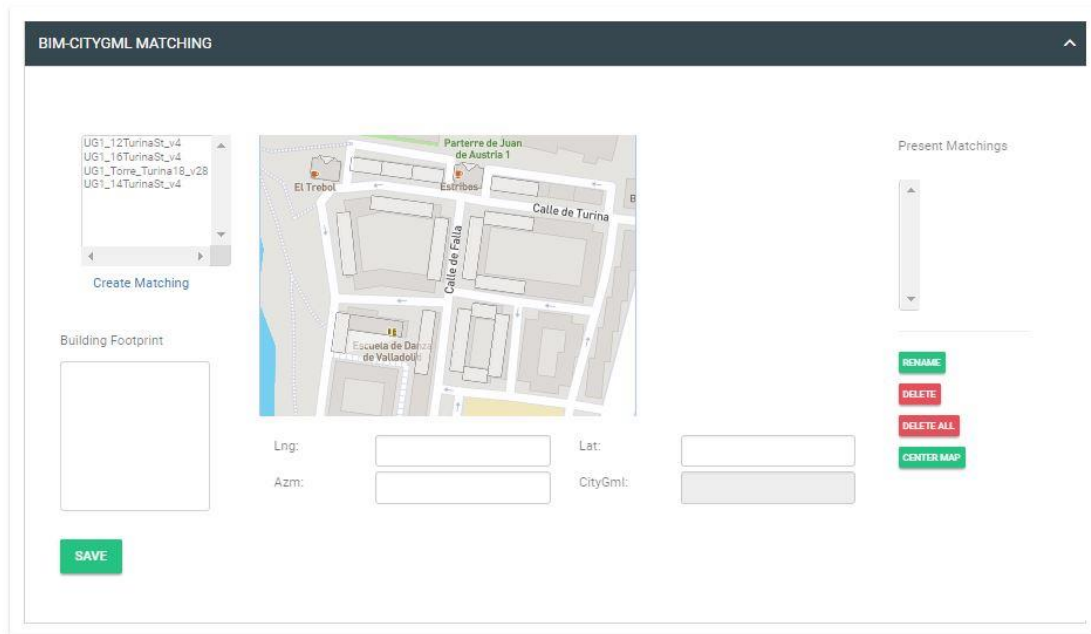 BIM-CITYGML MATCHING
UG1_12TurinaSt_v4
UG1_16TurinaSt_v4
UG1_Torre_Turina18_v28
UG1_14TurinaSt_v4
Create Matching
Building Footprint
SAVE
Parterre de Juan
de Austria 1
El Trebol
Estribos
B
Calle de Turina
Calle de Falla
Escuela de Danza
de Valladolid
Lng:
Lat:
Azm:
CityGml:
Present Matchings
RENAME
DELETE
DELETE ALL
CENTER MAP